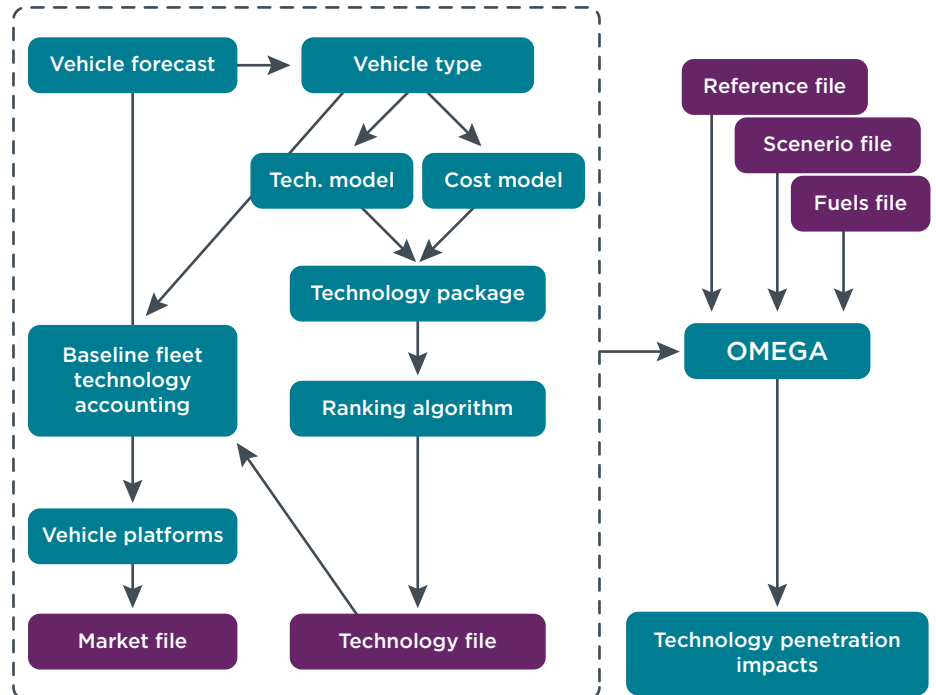 Vehicle forecast
Vehicle type
Tech. model
Cost model
Technology package
Baseline fleet
technology
accounting
Ranking algorithm
Vehicle platforms
Market file
Technology file
Reference file
Scenerio file
Fuels file
OMEGA
Technology penetration
impacts